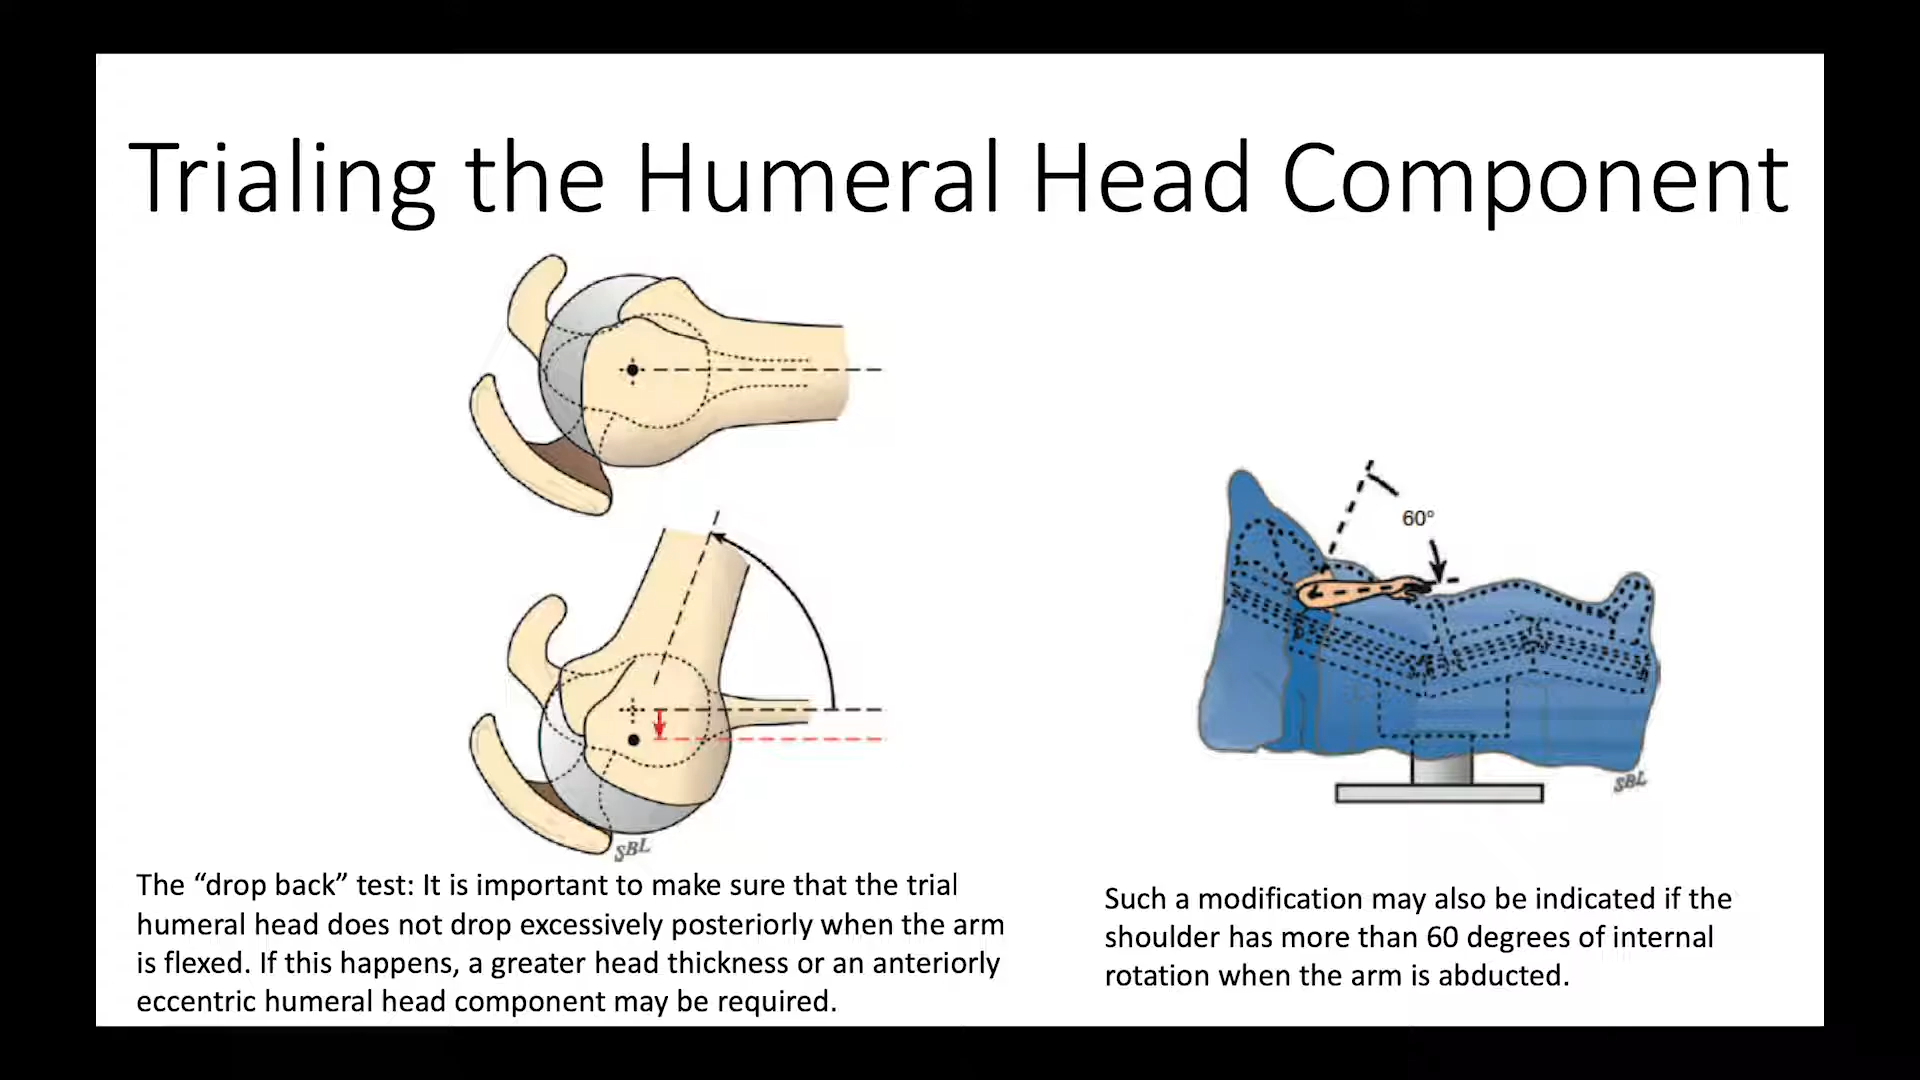 Trialing the Humeral Head Component
60°
SBL
SBL
The “drop back” test: It is important to make sure that the trial
humeral head does not drop excessively posteriorly when the arm
is flexed. If this happens, a greater head thickness or an anteriorly
eccentric humeral head component may be required.
Such a modification may also be indicated if the
shoulder has more than 60 degrees of internal
rotation when the arm is abducted.